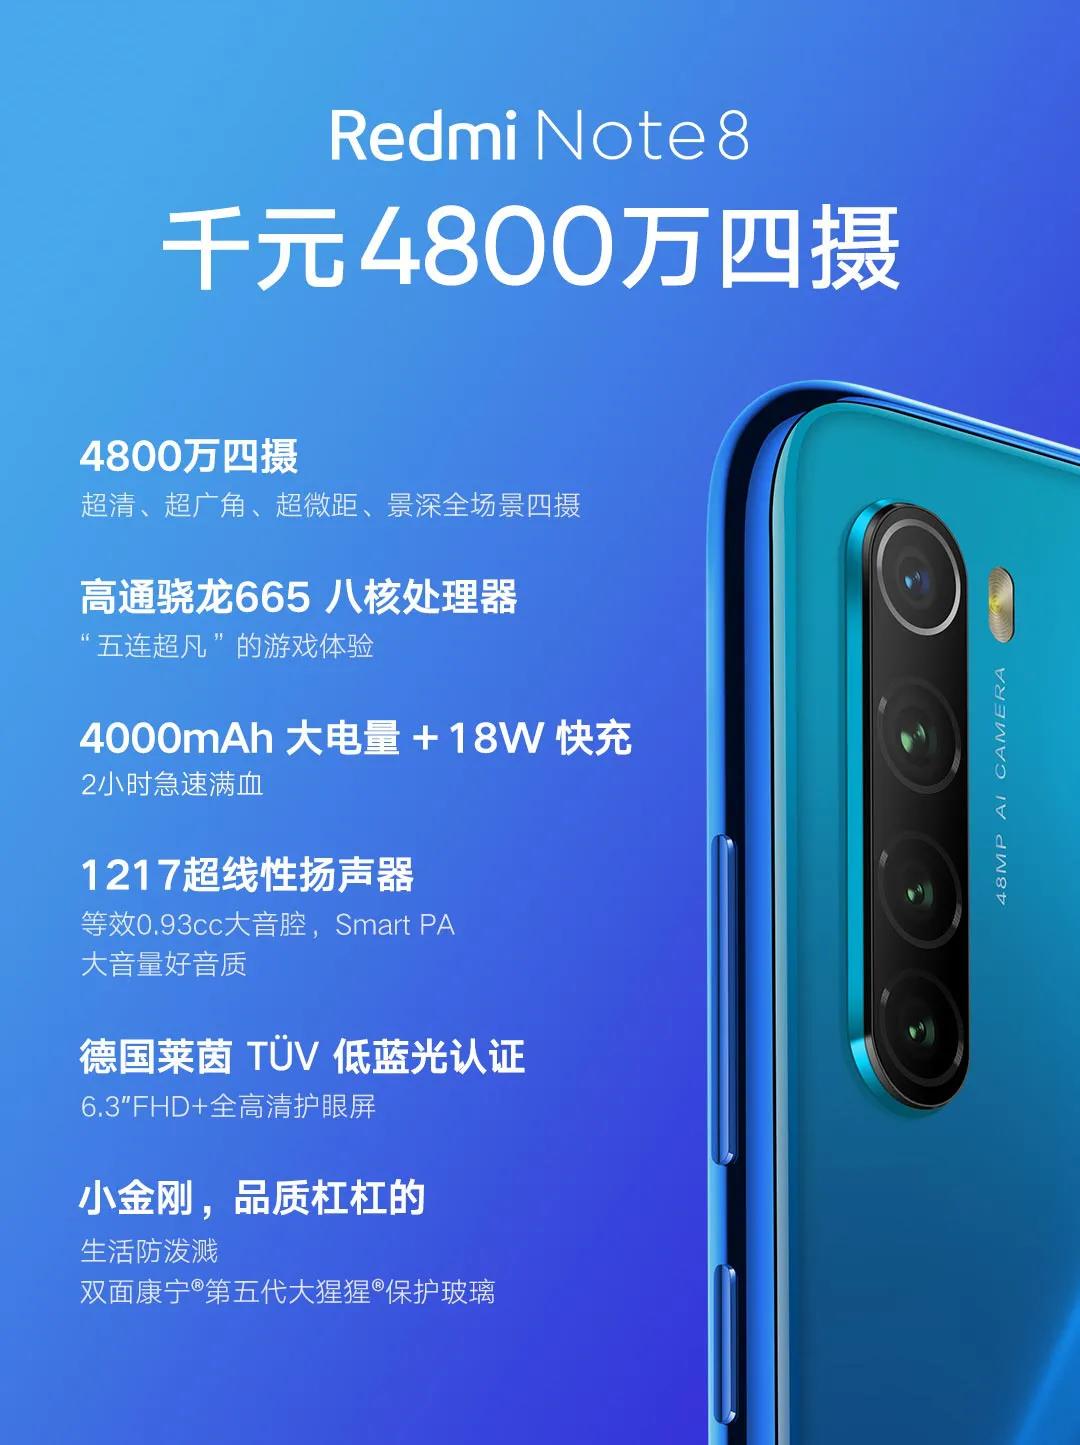 Redmi Note 8
千元4800万四摄
4800万四摄
超清、超广角、超微距、景深全场景四摄
高通骁龙665 八核处理器
“五连超凡”的游戏体验
4000mAh 大电量 + 18W 快充
2小时急速满血
1217超线性扬声器
等效0.93cc大音腔，Smart PA
大音量好音质
德国莱茵 TÜV 低蓝光认证
6.3″FHD+全高清护眼屏
小金刚，品质杠杠的
生活防泼溅
双面康宁®第五代大猩猩®保护玻璃
48MP AI CAMERA